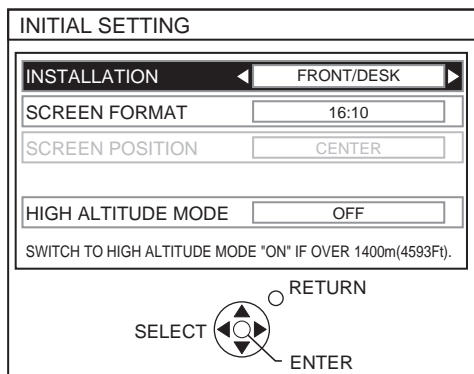 INITIAL SETTING
INSTALLATION FRONT/DESK
SCREEN FORMAT 16:10
SCREEN POSITION CENTER
HIGH ALTITUDE MODE OFF
SWITCH TO HIGH ALTITUDE MODE "ON" IF OVER 1400m(4593Ft).
RETURN
SELECT
ENTER